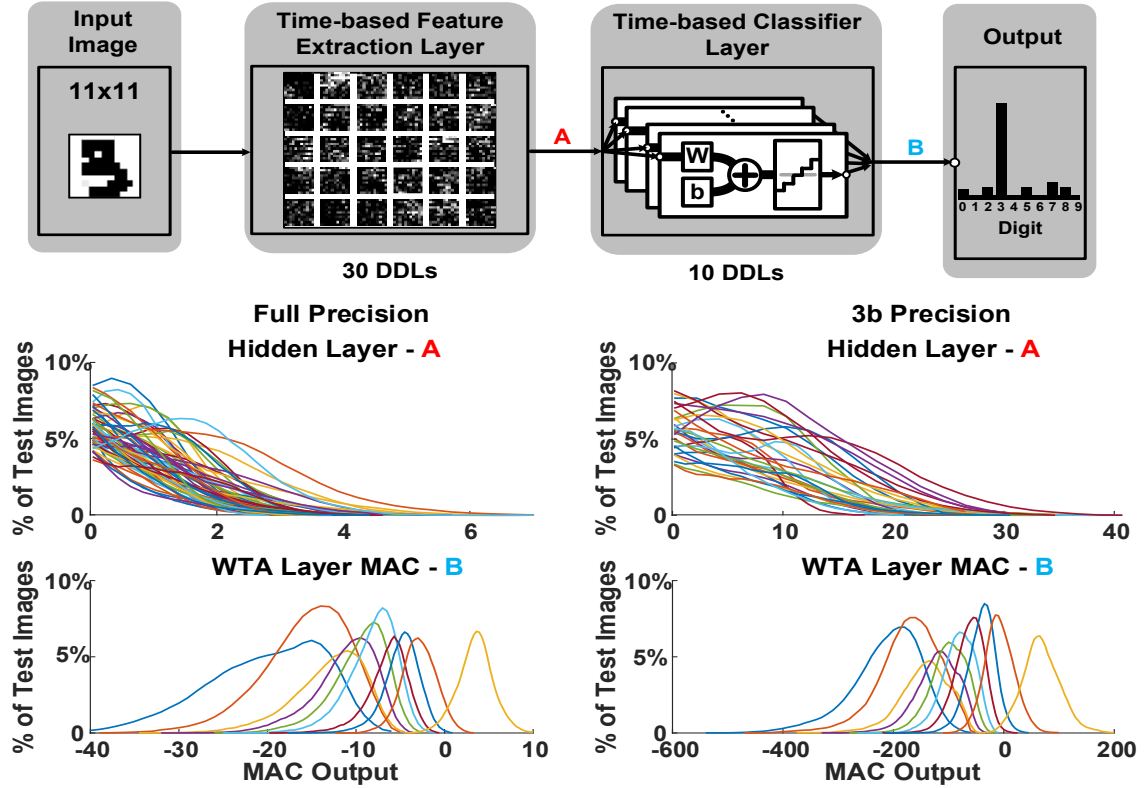 Input
Image
11x11
Time-based Feature
Extraction Layer
30 DDLs
A
Time-based Classifier
Layer
W
b
10 DDLs
B
Output
0 1 2 3 4 5 6 7 8 9
Digit
Full Precision
Hidden Layer - A
% of Test Images
10%
5%
0
0 2 4 6
3b Precision
Hidden Layer - A
% of Test Images
10%
5%
0
0 10 20 30 40
WTA Layer MAC - B
% of Test Images
10%
5%
0
-40 -30 -20 -10 0 10
MAC Output
WTA Layer MAC - B
% of Test Images
10%
5%
0
-600 -400 -200 0 200
MAC Output